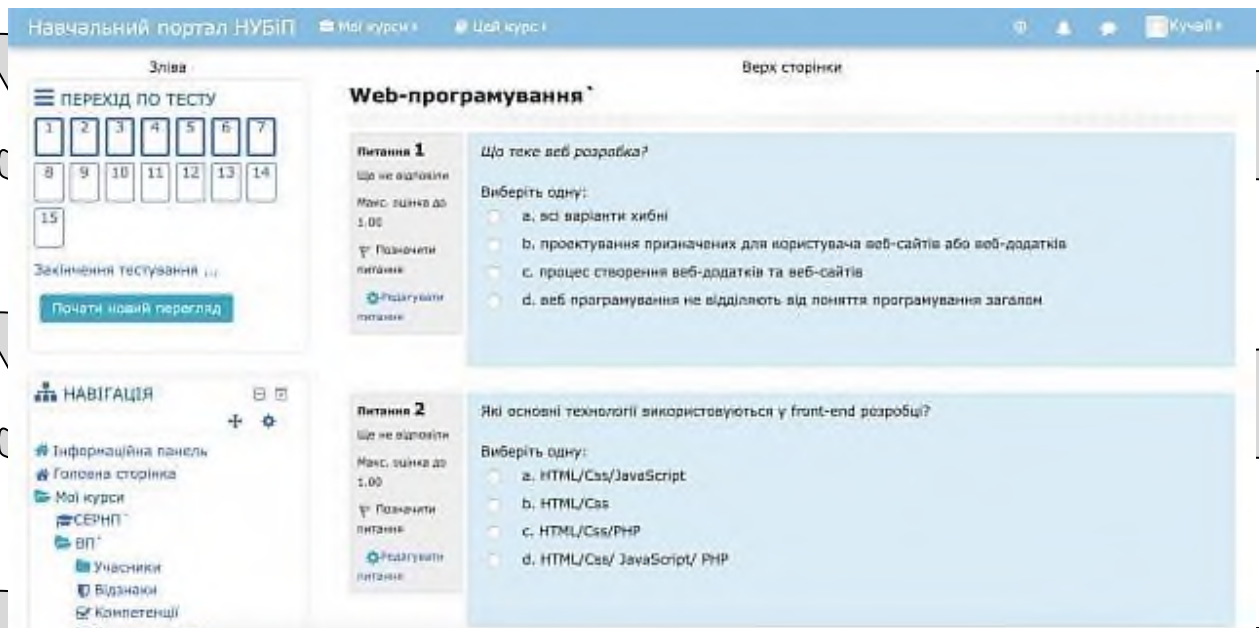 Навчальний портал НУБіП Мої курси Цей курс Кучай
Зліва
Верх сторінки
ПЕРЕХІД ПО ТЕСТУ
1 2 3 4 5 6 7
8 9 10 11 12 13 14
15
Закінчення тестування ...
Почати новий перегляд
НАВІГАЦІЯ
Інформаційна панель
Головна сторінка
Мої курси
СЕРНП`
ВП`
Учасники
Відзнаки
Компетенції
Web-програмування`
Питання 1
Ще не відповіли
Макс. оцінка до
1.00
Позначити
питання
Редагувати
питання
Що таке веб розробка?
Виберіть одну:
a. всі варіанти хибні
b. проектування призначених для користувача веб-сайтів або веб-додатків
c. процес створення веб-додатків та веб-сайтів
d. веб програмування не відділяють від поняття програмування загалом
Питання 2
Ще не відповіли
Макс. оцінка до
1.00
Позначити
питання
Редагувати
питання
Які основні технології використовуються у front-end розробці?
Виберіть одну:
a. HTML/Css/JavaScript
b. HTML/Css
c. HTML/Css/PHP
d. HTML/Css/ JavaScript/ PHP